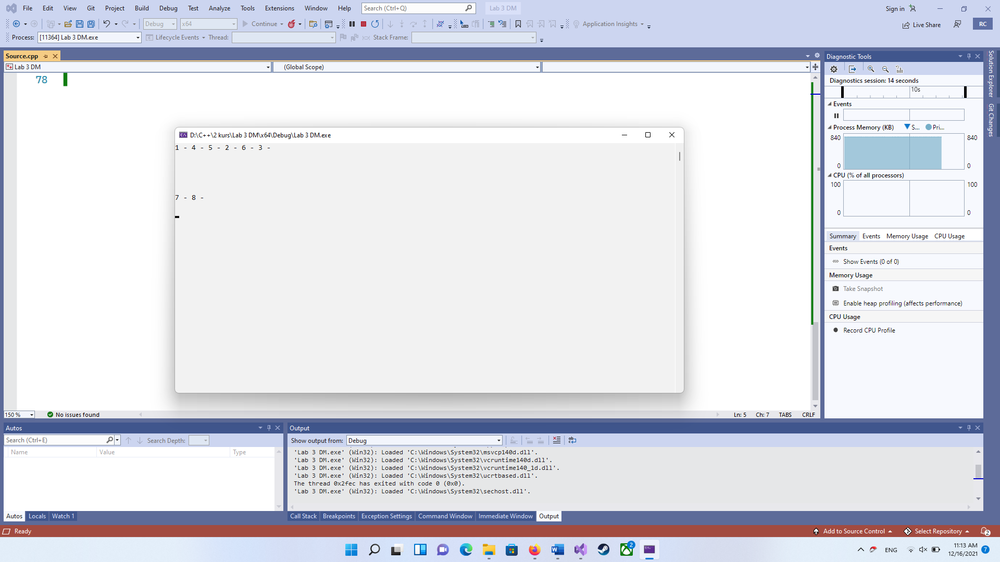 File Edit View Git Project Build Debug Test Analyze Tools Extensions Window Help Search (Ctrl+Q) Lab 3 DM Sign in
Debug x64 Continue Application Insights Live Share RC
Process: [11364] Lab 3 DM.exe Lifecycle Events Thread: Stack Frame:
Source.cpp
Lab 3 DM (Global Scope)
78
D:\C++\2 kurs\Lab 3 DM\x64\Debug\Lab 3 DM.exe
1 - 4 - 5 - 2 - 6 - 3 -
7 - 8 -
150 % No issues found Ln: 5 Ch: 7 TABS CRLF
Diagnostic Tools
Diagnostics session: 14 seconds
10s
Events
Process Memory (KB) S... Pri...
840 840
0 0
CPU (% of all processors)
100 100
0 0
Summary Events Memory Usage CPU Usage
Events
Show Events (0 of 0)
Memory Usage
Take Snapshot
Enable heap profiling (affects performance)
CPU Usage
Record CPU Profile
Solution Explorer
Git Changes
Autos
Search (Ctrl+E) Search Depth:
Name Value Type
Autos Locals Watch 1
Output
Show output from: Debug
'Lab 3 DM.exe' (Win32): Loaded 'C:\Windows\System32\msvcp140d.dll'.
'Lab 3 DM.exe' (Win32): Loaded 'C:\Windows\System32\vcruntime140d.dll'.
'Lab 3 DM.exe' (Win32): Loaded 'C:\Windows\System32\vcruntime140_1d.dll'.
'Lab 3 DM.exe' (Win32): Loaded 'C:\Windows\System32\ucrtbased.dll'.
The thread 0x2fec has exited with code 0 (0x0).
'Lab 3 DM.exe' (Win32): Loaded 'C:\Windows\System32\sechost.dll'.
Call Stack Breakpoints Exception Settings Command Window Immediate Window Output
Ready Add to Source Control Select Repository 2
2 ENG 11:13 AM 7
12/16/2021